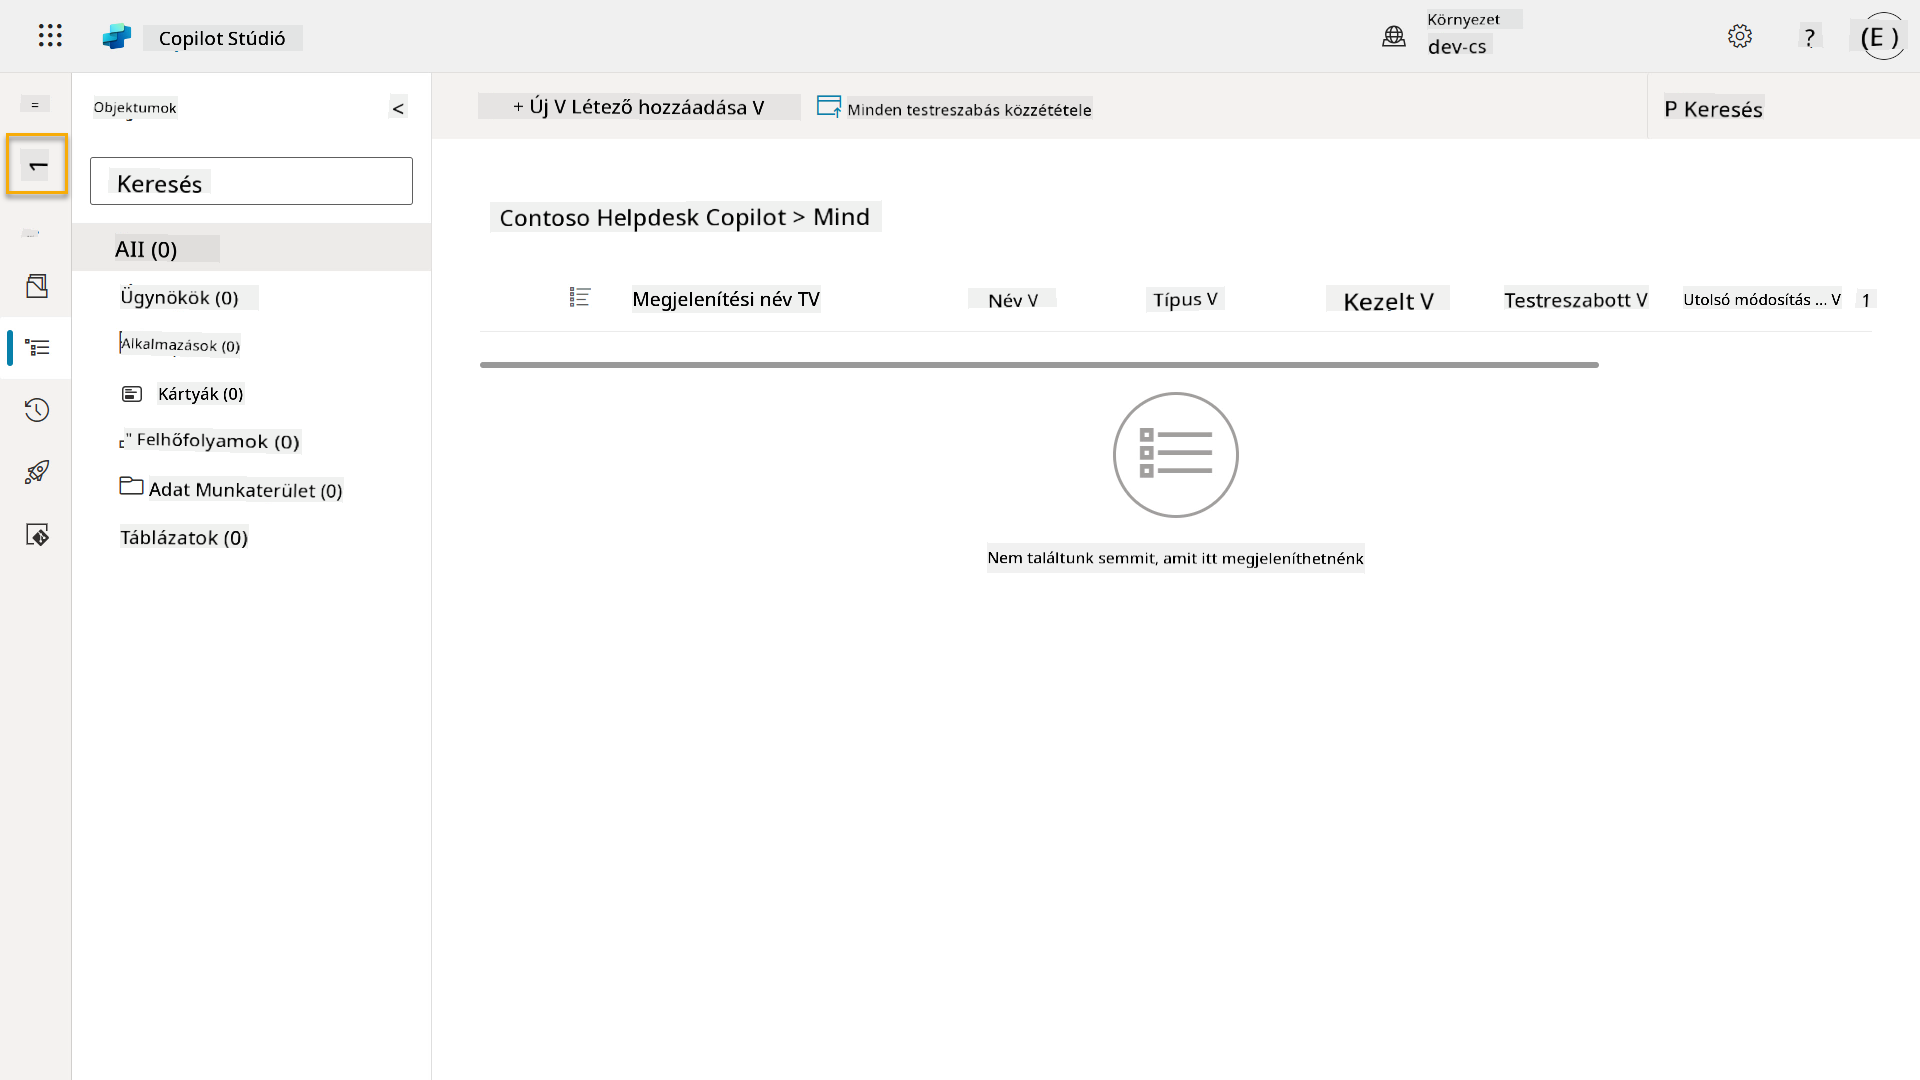 Copilot Stúdió
Környezet
dev-cs
?
(E )
=
Objektumok
<
+ Új V Létező hozzáadása V
Minden testreszabás közzététele
P Keresés
Keresés
Contoso Helpdesk Copilot > Mind
AII (0)
Ügynökök (0)
Megjelenítési név TV
Név V
Típus V
Kezelt V
Testreszabott V
Utolsó módosítás ... V
1
Alkalmazások (0)
Kártyák (0)
" Felhőfolyamok (0)
Adat Munkaterület (0)
Táblázatok (0)
Nem találtunk semmit, amit itt megjeleníthetnénk